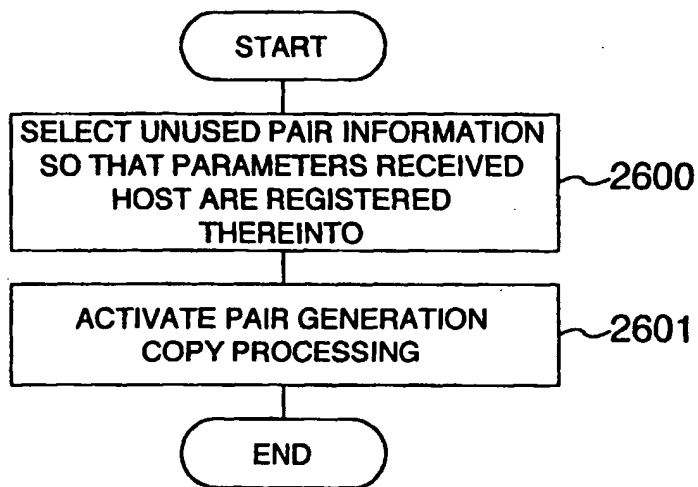 START
SELECT UNUSED PAIR INFORMATION
SO THAT PARAMETERS RECEIVED
HOST ARE REGISTERED
THEREINTO
2600
ACTIVATE PAIR GENERATION
COPY PROCESSING
2601
END